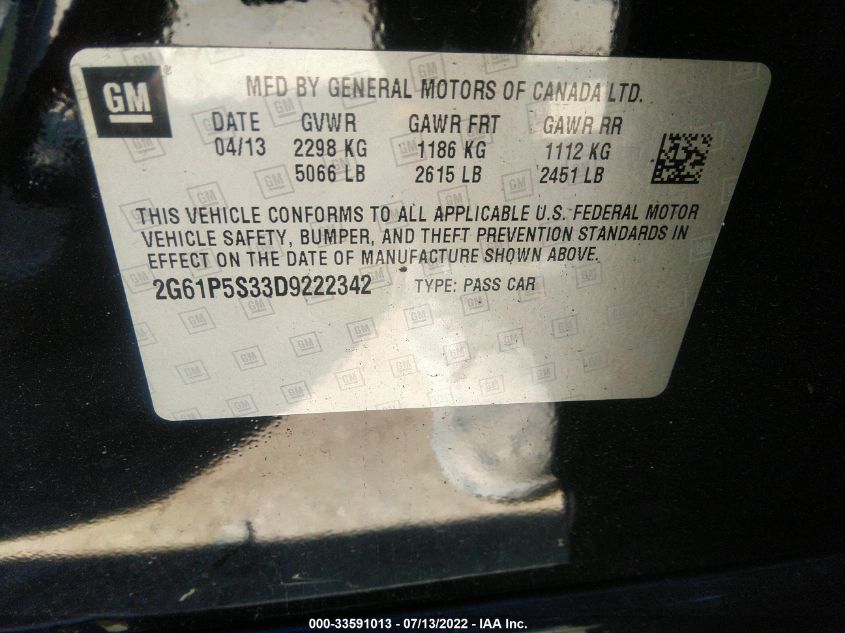 GM ® MFD BY GENERAL MOTORS OF CANADA LTD.
DATE GVWR GAWR FRT GAWR RR
04/13 2298 KG 1186 KG 1112 KG
5066 LB 2615 LB 2451 LB
THIS VEHICLE CONFORMS TO ALL APPLICABLE U.S. FEDERAL MOTOR
VEHICLE SAFETY, BUMPER, AND THEFT PREVENTION STANDARDS IN
EFFECT ON THE DATE OF MANUFACTURE SHOWN ABOVE.
2G61P5S33D9222342 TYPE: PASS CAR
000-33591013 - 07/13/2022 - IAA Inc.